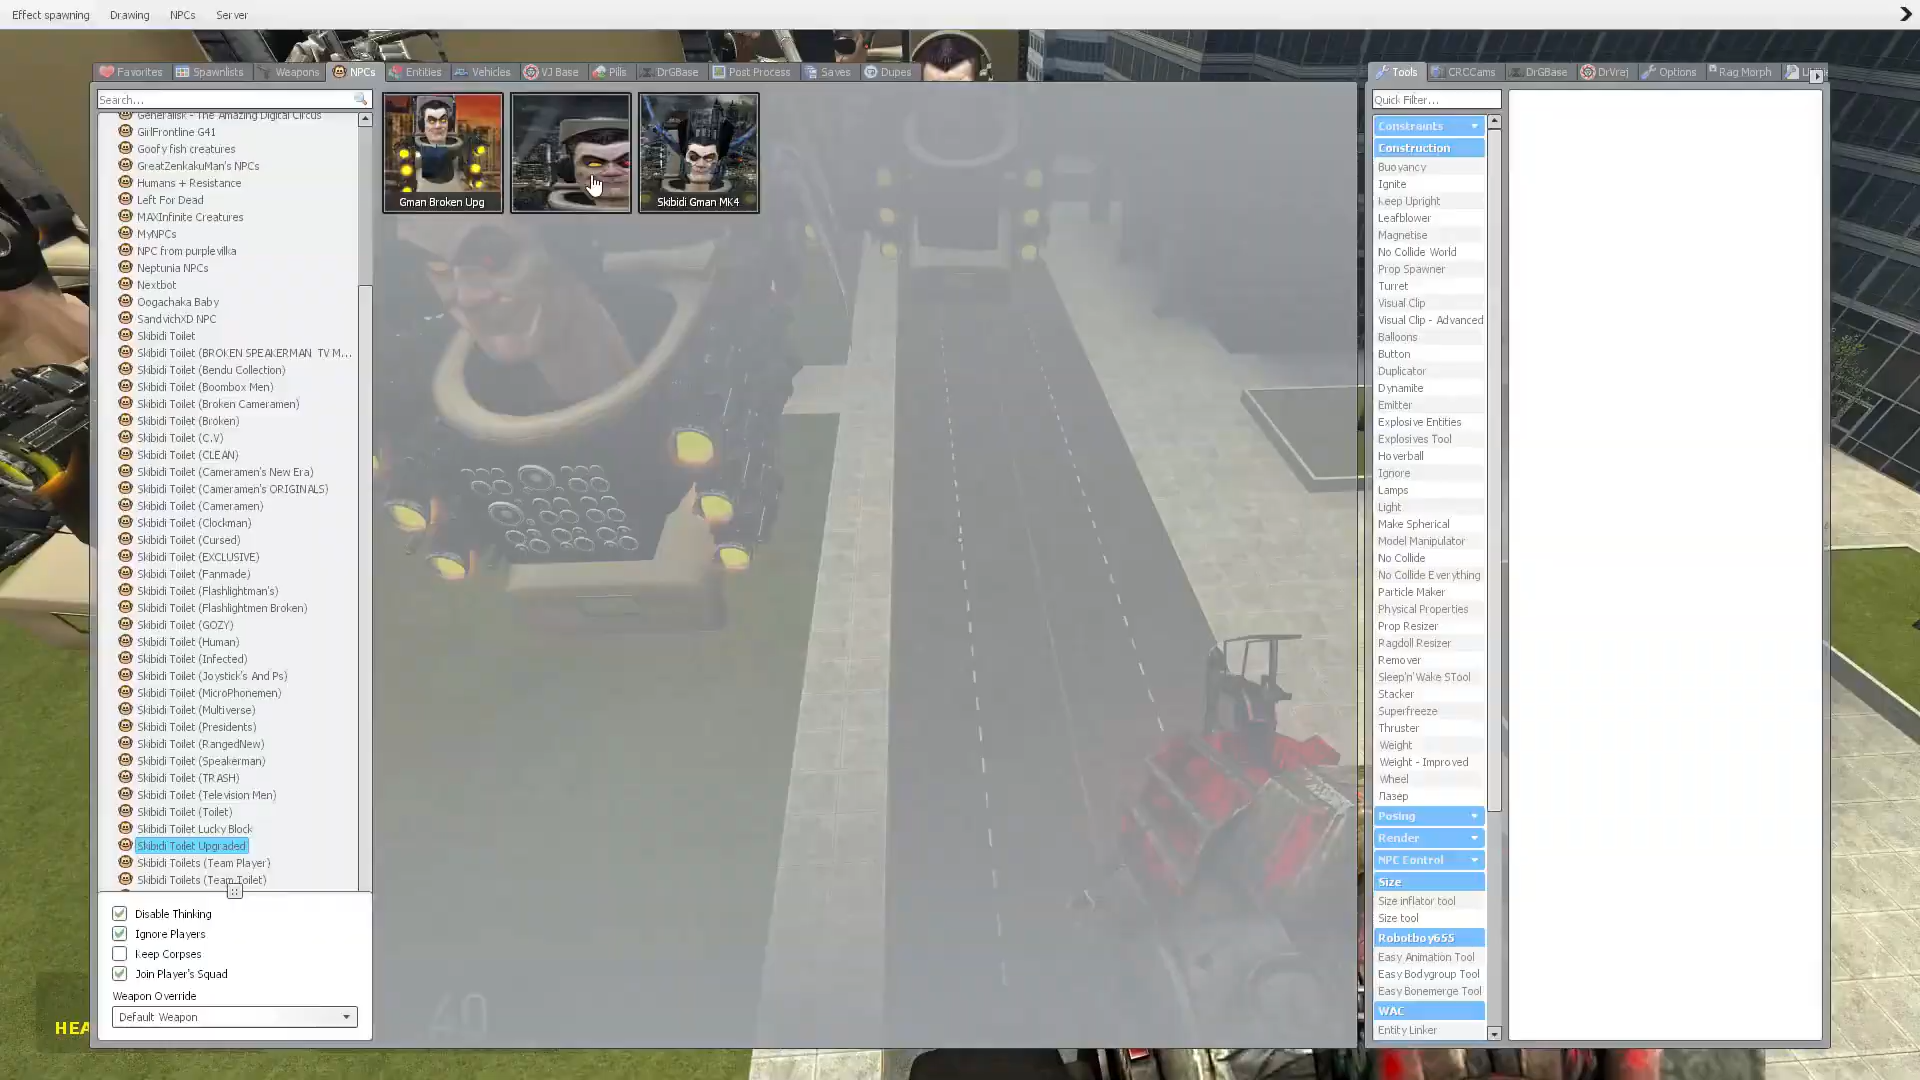 Effect spawning Drawing NPCs Server
Favorites Spawnlists Weapons NPCs Entities Vehicles VJ Base Pills DrGBase Post Process Saves Dupes
Search...
Generalisk - The Amazing Digital Circus
GirlFrontline G41
Goofy fish creatures
GreatZenkakuMan's NPCs
Humans + Resistance
Left For Dead
MAXInfinite Creatures
MyNPCs
NPC from purplevilka
Neptunia NPCs
Nextbot
Oogachaka Baby
SandvichXD NPC
Skibidi Toilet
Skibidi Toilet (BROKEN SPEAKERMAN TV M...
Skibidi Toilet (Bendu Collection)
Skibidi Toilet (Boombox Men)
Skibidi Toilet (Broken Cameramen)
Skibidi Toilet (Broken)
Skibidi Toilet (C.V)
Skibidi Toilet (CLEAN)
Skibidi Toilet (Cameramen's New Era)
Skibidi Toilet (Cameramen's ORIGINALS)
Skibidi Toilet (Cameramen)
Skibidi Toilet (Clockman)
Skibidi Toilet (Cursed)
Skibidi Toilet (EXCLUSIVE)
Skibidi Toilet (Fanmade)
Skibidi Toilet (Flashlightman's)
Skibidi Toilet (Flashlightmen Broken)
Skibidi Toilet (GOZY)
Skibidi Toilet (Human)
Skibidi Toilet (Infected)
Skibidi Toilet (Joystick's And Ps)
Skibidi Toilet (MicroPhonemen)
Skibidi Toilet (Multiverse)
Skibidi Toilet (Presidents)
Skibidi Toilet (RangedNew)
Skibidi Toilet (Speakerman)
Skibidi Toilet (TRASH)
Skibidi Toilet (Television Men)
Skibidi Toilet (Toilet)
Skibidi Toilet Lucky Block
Skibidi Toilet Upgraded
Skibidi Toilets (Team Player)
Skibidi Toilets (Team Toilet)
Disable Thinking
Ignore Players
Keep Corpses
Join Player's Squad
Weapon Override
Default Weapon
HEA
Gman Broken Upg
Skibidi Gman MK4
40
Tools CRCCams DrGBase DrVrej Options Rag Morph
Quick Filter...
Constraints
Construction
Buoyancy
Ignite
Keep Upright
Leafblower
Magnetise
No Collide World
Prop Spawner
Turret
Visual Clip
Visual Clip - Advanced
Balloons
Button
Duplicator
Dynamite
Emitter
Explosive Entities
Explosives Tool
Hoverball
Ignore
Lamps
Light
Make Spherical
Model Manipulator
No Collide
No Collide Everything
Particle Maker
Physical Properties
Prop Resizer
Ragdoll Resizer
Remover
Sleep'n'Wake STool
Stacker
Superfreeze
Thruster
Weight
Weight - Improved
Wheel
Лазер
Posing
Render
NPC Control
Size
Size inflator tool
Size tool
Robotboy655
Easy Animation Tool
Easy Bodygroup Tool
Easy Bonemerge Tool
WAC
Entity Linker